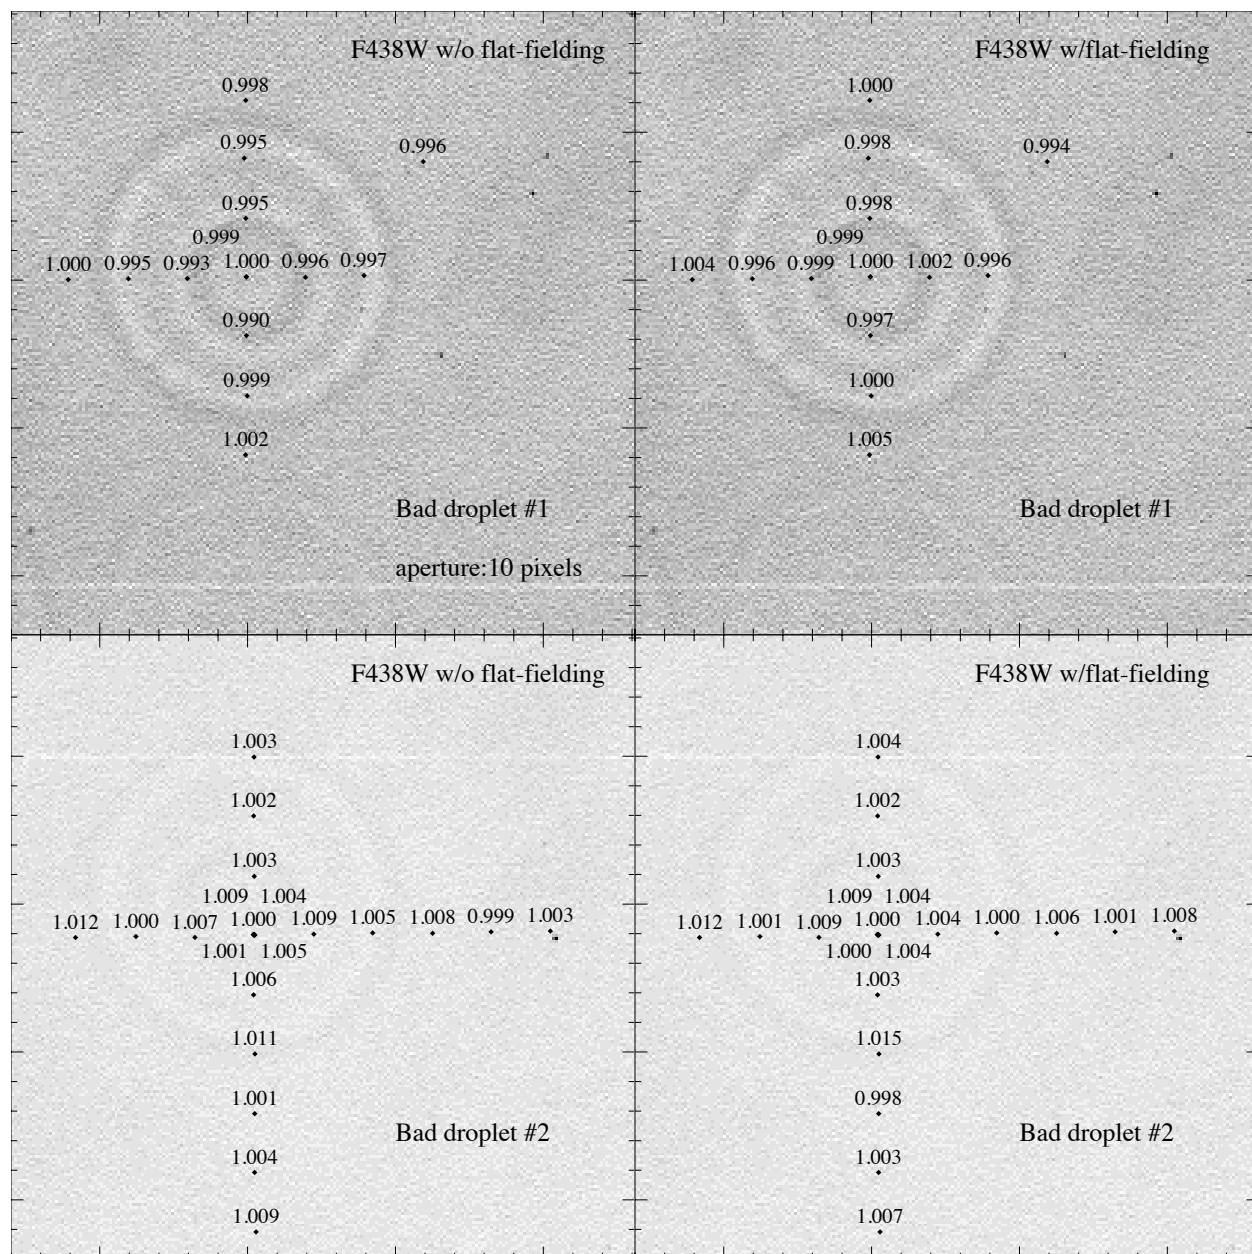 F438W w/o flat-fielding
0.998
0.995
0.996
0.995
0.999
1.000 0.995 0.993 1.000 0.996 0.997
0.990
0.999
1.002
Bad droplet #1
aperture:10 pixels
F438W w/flat-fielding
1.000
0.998
0.994
0.998
0.999
1.004 0.996 0.999 1.000 1.002 0.996
0.997
1.000
1.005
Bad droplet #1
F438W w/o flat-fielding
1.003
1.002
1.003
1.009 1.004
1.012 1.000 1.007 1.000 1.009 1.005 1.008 0.999 1.003
1.001 1.005
1.006
1.011
1.001
Bad droplet #2
1.004
1.009
F438W w/flat-fielding
1.004
1.002
1.003
1.009 1.004
1.012 1.001 1.009 1.000 1.004 1.000 1.006 1.001 1.008
1.000 1.004
1.003
1.015
0.998
Bad droplet #2
1.003
1.007